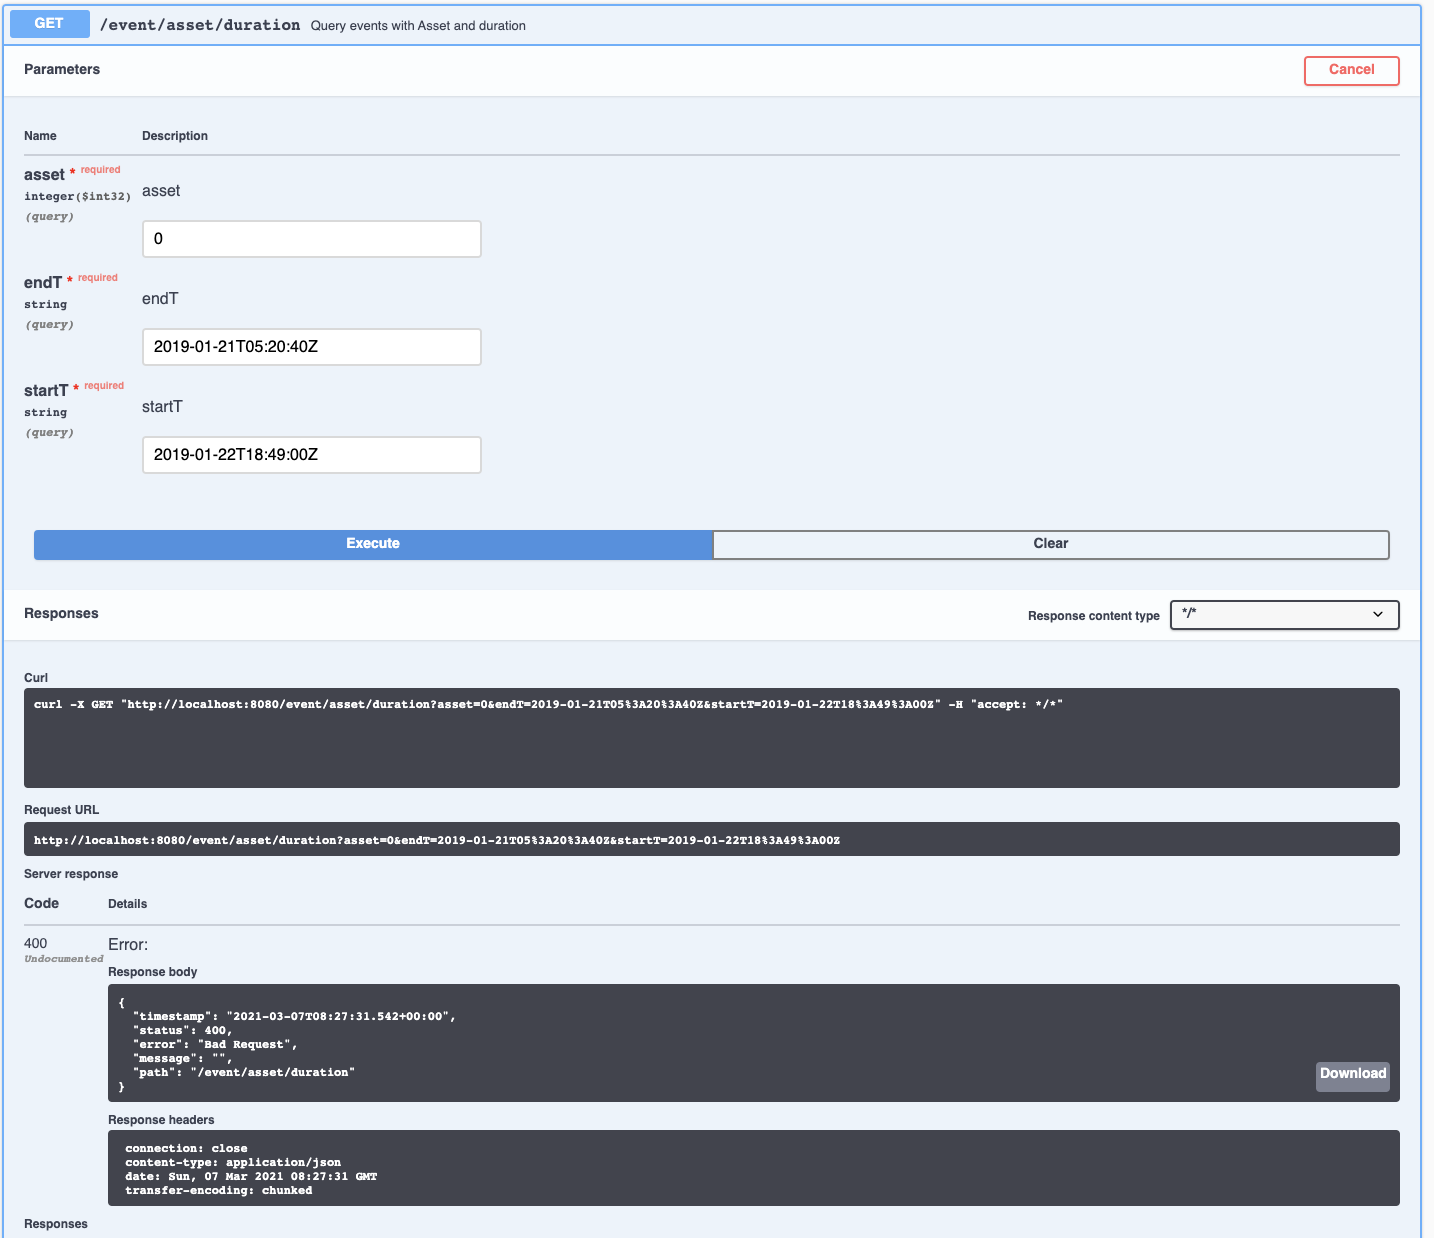 GET /event/asset/duration Query events with Asset and duration
Parameters
Cancel
Name Description
asset * required
integer($int32)
(query)
asset
0
endT * required
string
(query)
endT
2019-01-21T05:20:40Z
startT * required
string
(query)
startT
2019-01-22T18:49:00Z
Execute Clear
Responses
Response content type */*
Curl
curl -X GET "http://localhost:8080/event/asset/duration?asset=0&endT=2019-01-21T05%3A20%3A40Z&startT=2019-01-22T18%3A49%3A00Z" -H "accept: */*"
Request URL
http://localhost:8080/event/asset/duration?asset=0&endT=2019-01-21T05%3A20%3A40Z&startT=2019-01-22T18%3A49%3A00Z
Server response
Code Details
400
Undocumented
Error:
Response body
{
"timestamp": "2021-03-07T08:27:31.542+00:00",
"status": 400,
"error": "Bad Request",
"message": "",
"path": "/event/asset/duration"
}
Download
Response headers
connection: close
content-type: application/json
date: Sun, 07 Mar 2021 08:27:31 GMT
transfer-encoding: chunked
Responses